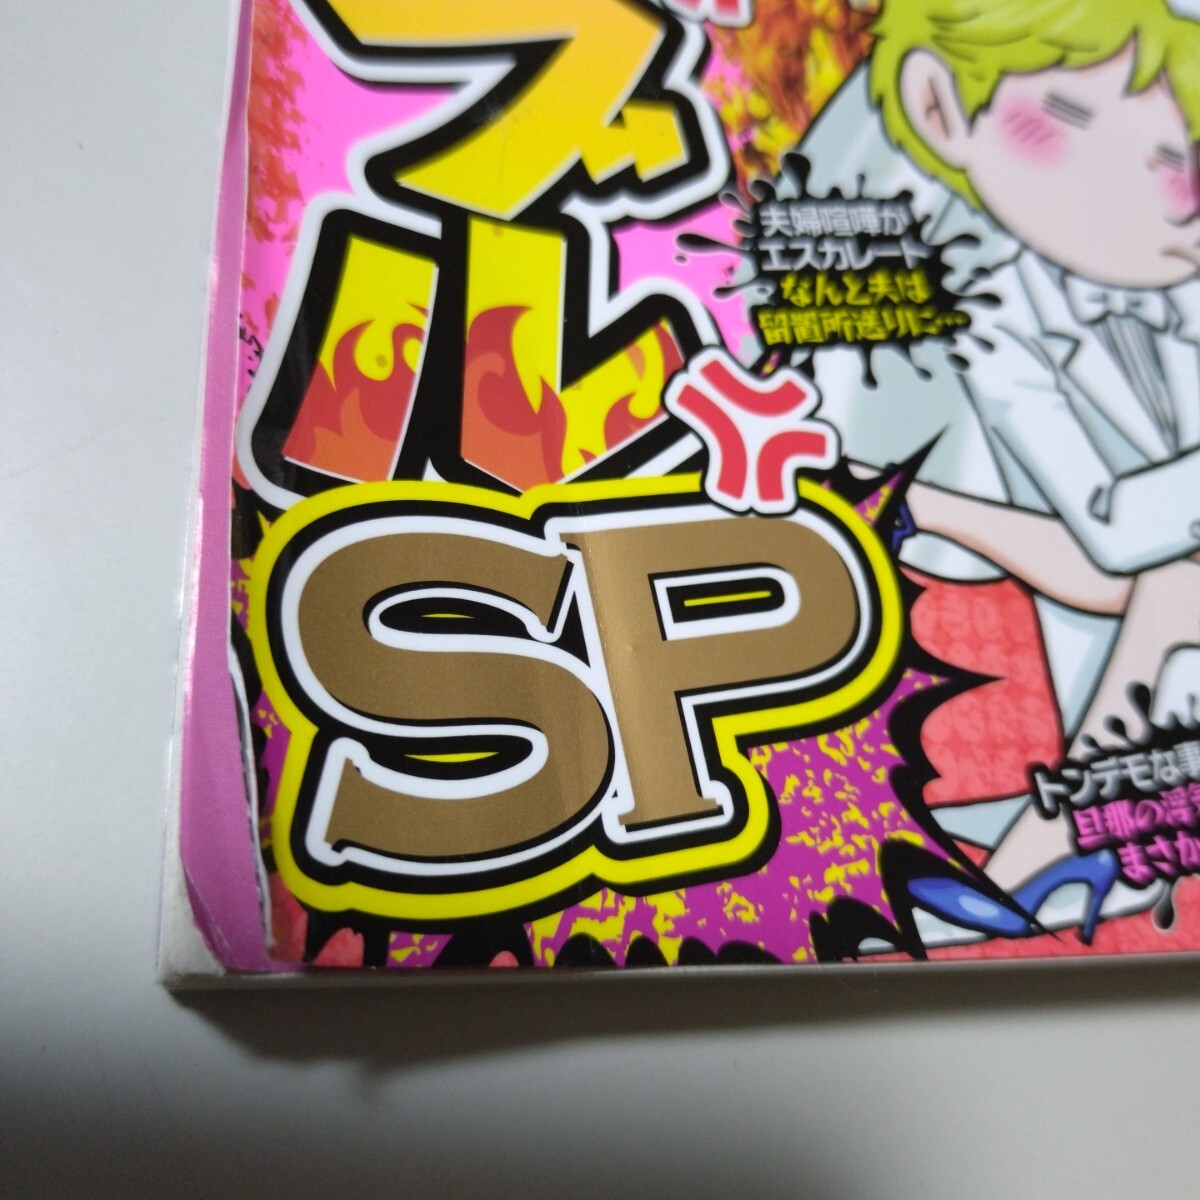 ブル
SP
夫婦喧嘩が
エスカレート
なんと夫は
留置所送りに…
トンデモな事
旦那の浮
まさか